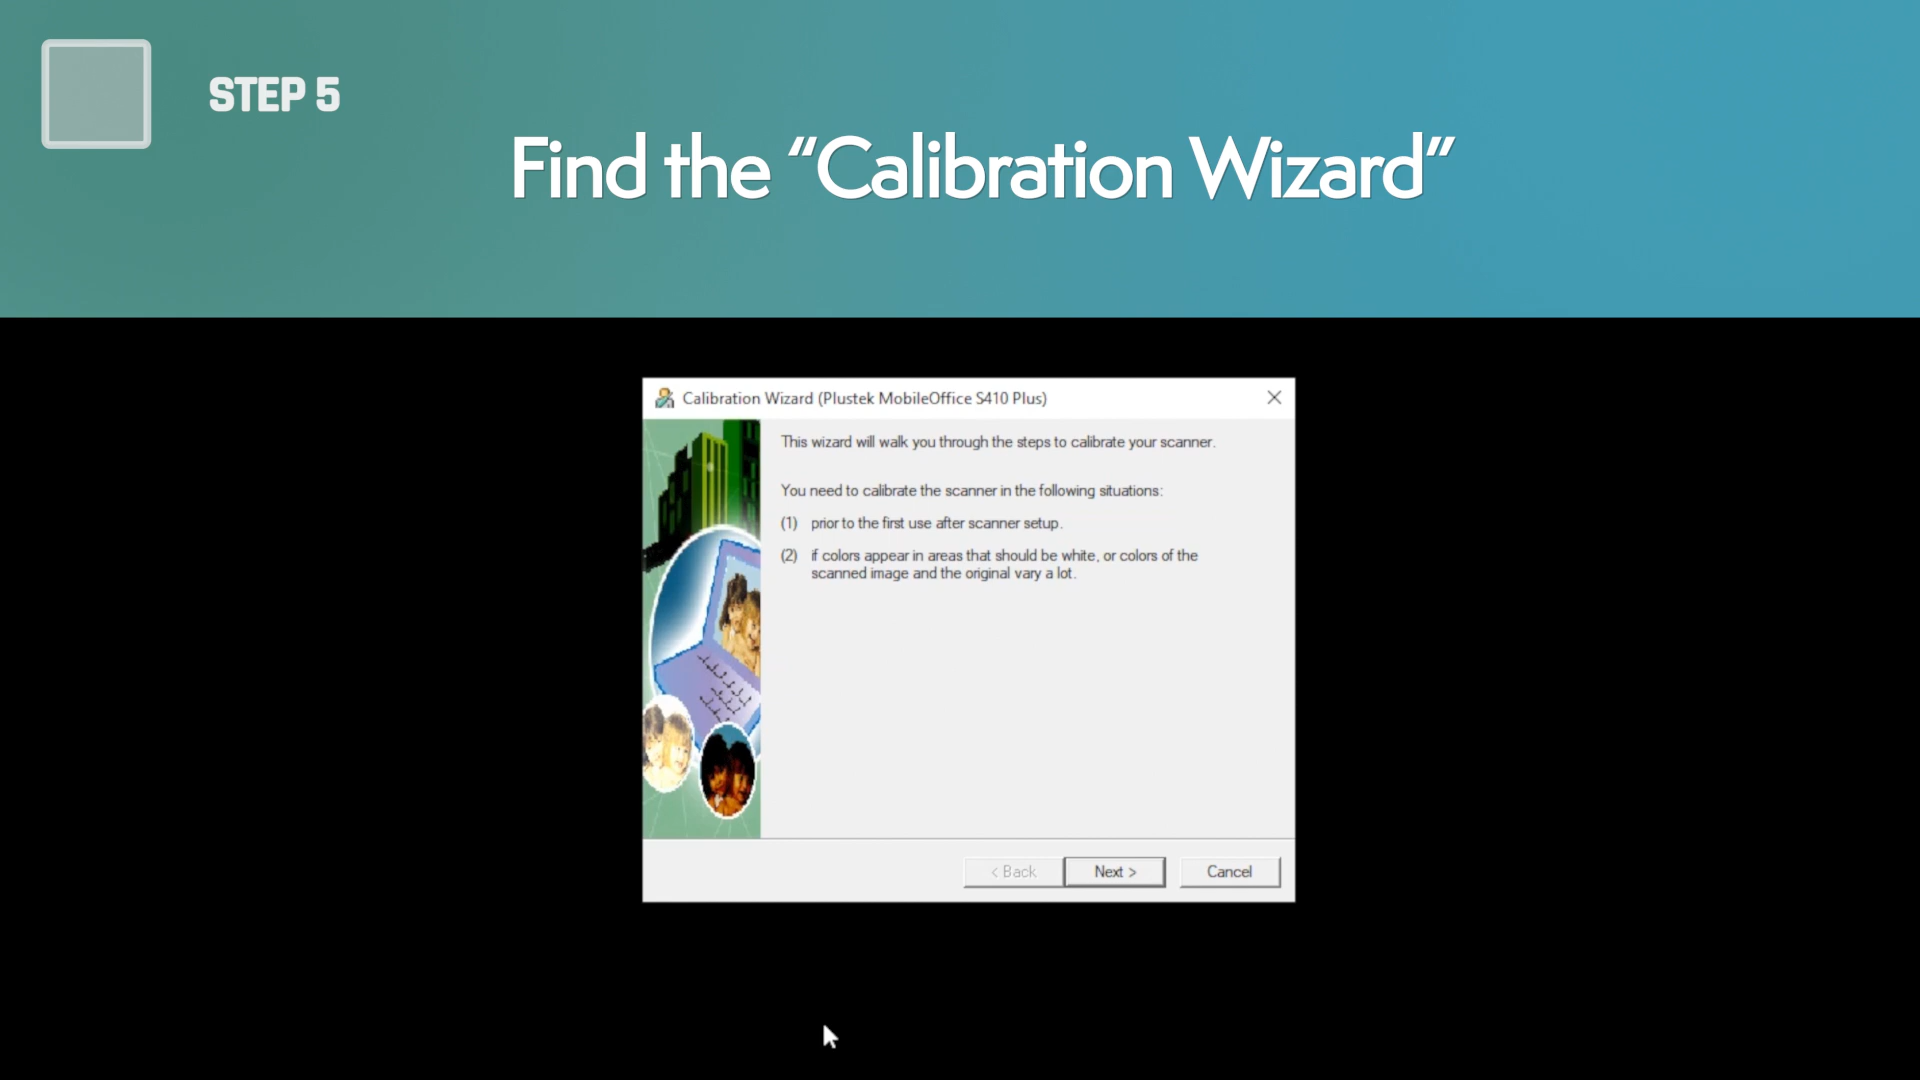 STEP 5
Find the “Calibration Wizard”
Calibration Wizard (Plustek MobileOffice S410 Plus)
This wizard will walk you through the steps to calibrate your scanner.
You need to calibrate the scanner in the following situations:
(1) prior to the first use after scanner setup.
(2) if colors appear in areas that should be white, or colors of the
scanned image and the original vary a lot.
< Back Next > Cancel